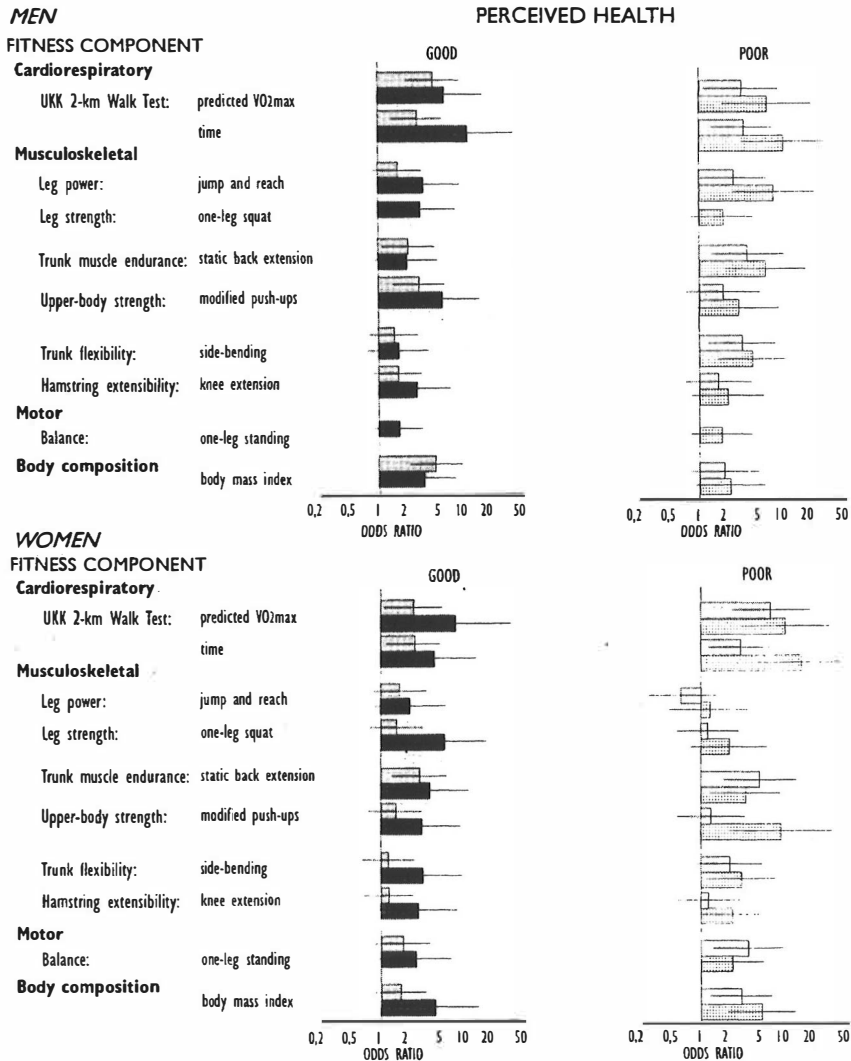 MEN PERCEIVED HEALTH
FITNESS COMPONENT GOOD POOR
Cardiorespiratory
UKK 2-km Walk Test: predicted VO2max
time
Musculoskeletal
Leg power: jump and reach
Leg strength: one-leg squat
Trunk muscle endurance: static back extension
Upper-body strength: modified push-ups
Trunk flexibility: side-bending
Hamstring extensibility: knee extension
Motor
Balance: one-leg standing
Body composition
body mass index
0,2 0,5 1 2 5 10 20 50 0,2 0,5 1 2 5 10 20 50
ODDS RATIO ODDS RATIO
WOMEN
FITNESS COMPONENT GOOD POOR
Cardiorespiratory
UKK 2-km Walk Test: predicted VO2max
time
Musculoskeletal
Leg power: jump and reach
Leg strength: one-leg squat
Trunk muscle endurance: static back extension
Upper-body strength: modified push-ups
Trunk flexibility: side-bending
Hamstring extensibility: knee extension
Motor
Balance: one-leg standing
Body composition
body mass index
0,2 0,5 1 2 5 10 20 50 0,2 0,5 1 2 5 10 20 50
ODDS RATIO ODDS RATIO